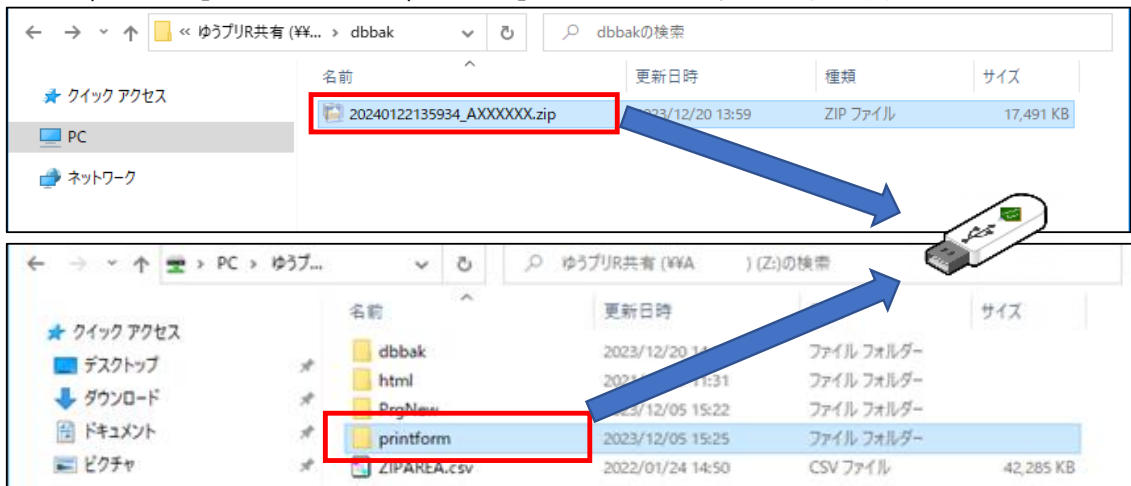 « ゆうプリR共有 (¥¥... › dbbak
dbbakの検索
名前 更新日時 種類 サイズ
クイック アクセス
20240122135934_AXXXXXX.zip 2023/12/20 13:59 ZIP ファイル 17,491 KB
PC
ネットワーク
› PC › ゆうプ...
ゆうプリR共有 (¥¥A ) (Z:)の検索
名前 更新日時 サイズ
クイック アクセス
デスクトップ
dbbak 2023/12/20 ファイル フォルダー
ダウンロード
html 11:31 ファイル フォルダー
ドキュメント
PrgNew 2023/12/05 15:22 ファイル フォルダー
printform 2023/12/05 15:25 ファイル フォルダー
ピクチャ
ZIPAREA.csv 2022/01/24 14:50 CSV ファイル 42,285 KB